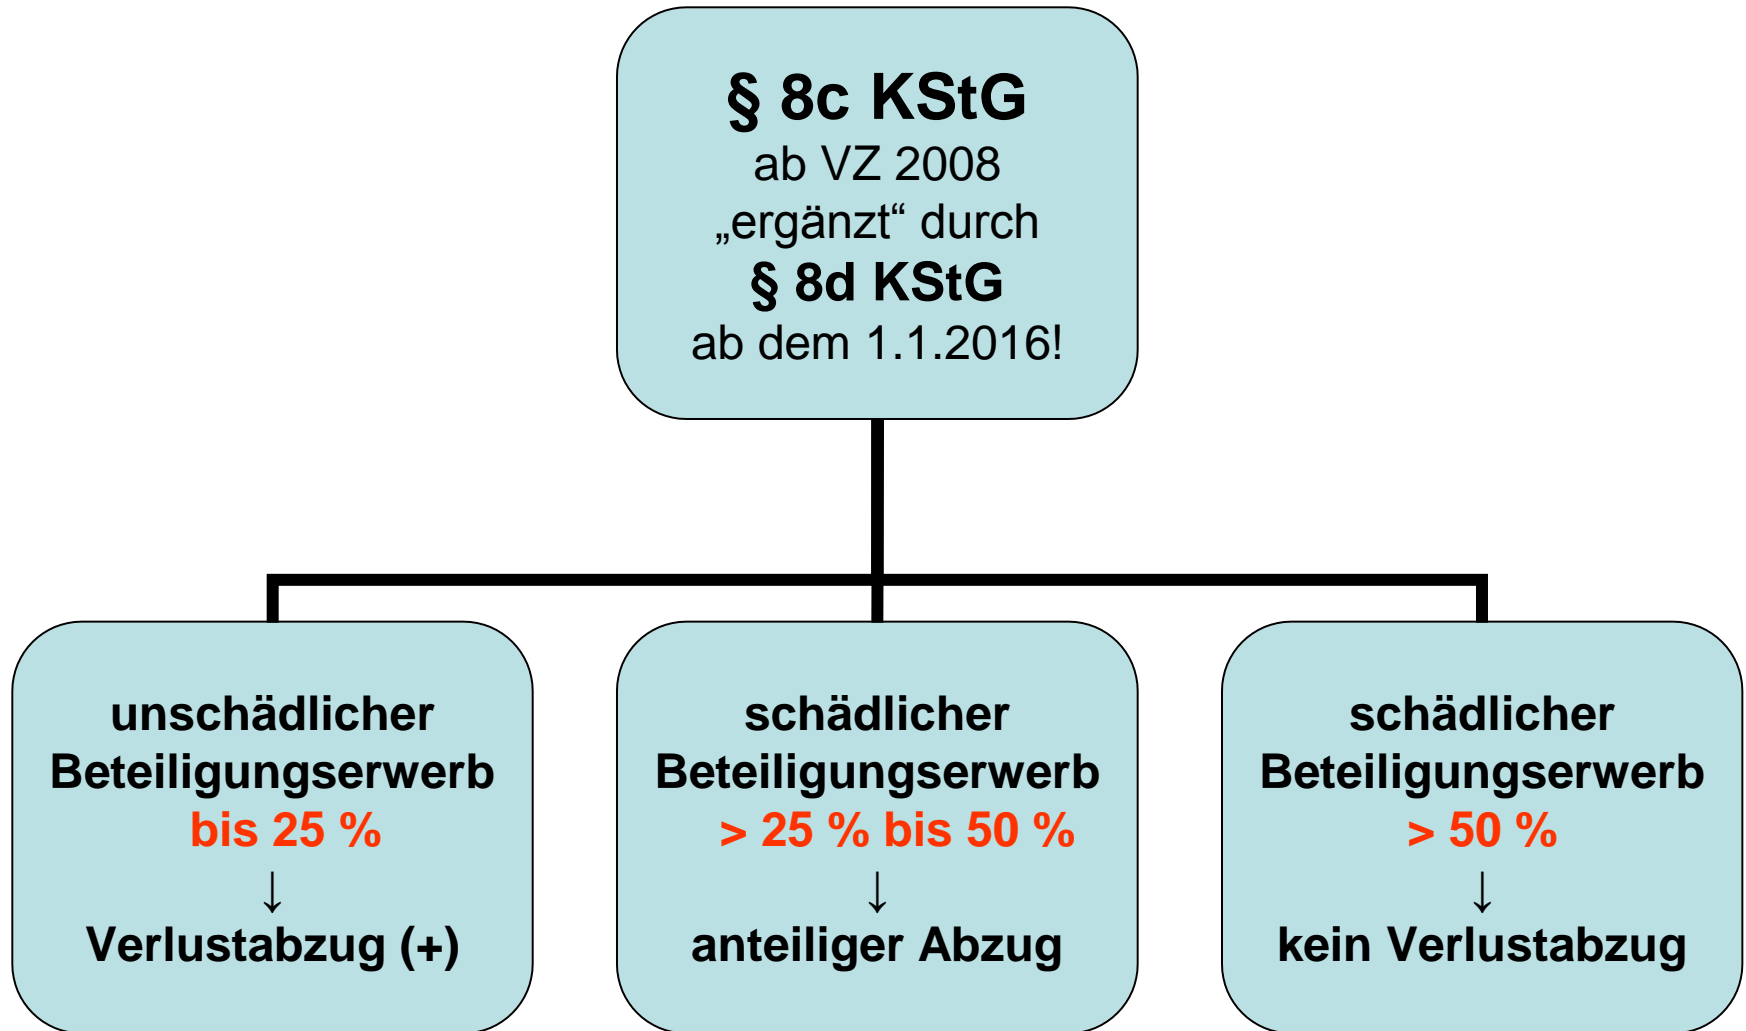 § 8c KStG
ab VZ 2008
„ergänzt“ durch
§ 8d KStG
ab dem 1.1.2016!
unschädlicher
Beteiligungserwerb
bis 25 %
↓
Verlustabzug (+)
schädlicher
Beteiligungserwerb
> 25 % bis 50 %
↓
anteiliger Abzug
schädlicher
Beteiligungserwerb
> 50 %
↓
kein Verlustabzug